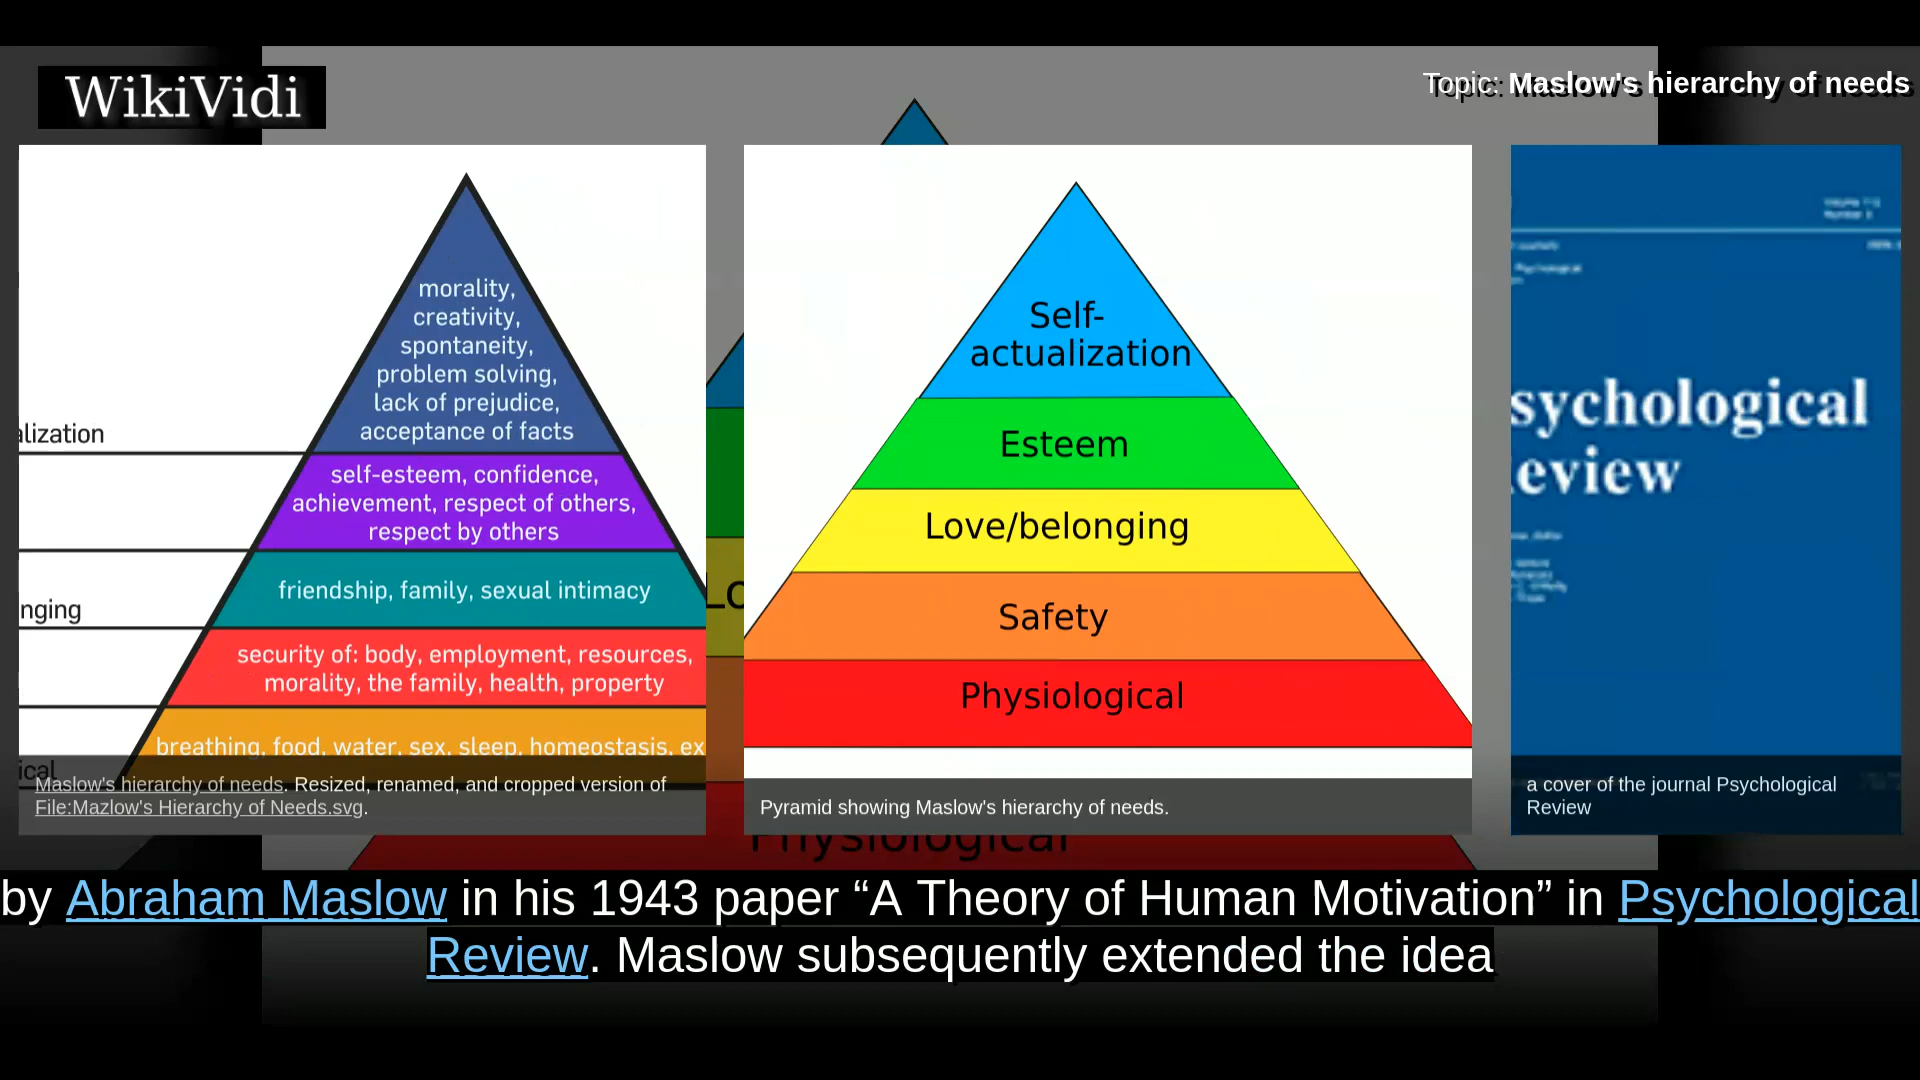 WikiVidi
Topic: Maslow's hierarchy of needs
morality,
creativity,
spontaneity,
problem solving,
lack of prejudice,
acceptance of facts
alization
self-esteem, confidence,
achievement, respect of others,
respect by others
friendship, family, sexual intimacy
nging
security of: body, employment, resources,
morality, the family, health, property
breathing, food, water, sex, sleep, homeostasis, ex
ical
Maslow's hierarchy of needs. Resized, renamed, and cropped version of
File:Mazlow's Hierarchy of Needs.svg.
Lo
Self-
actualization
Esteem
Love/belonging
Safety
Physiological
Pyramid showing Maslow's hierarchy of needs.
Physiological
sychological
eview
a cover of the journal Psychological
Review
by Abraham Maslow in his 1943 paper “A Theory of Human Motivation” in Psychological
Review. Maslow subsequently extended the idea